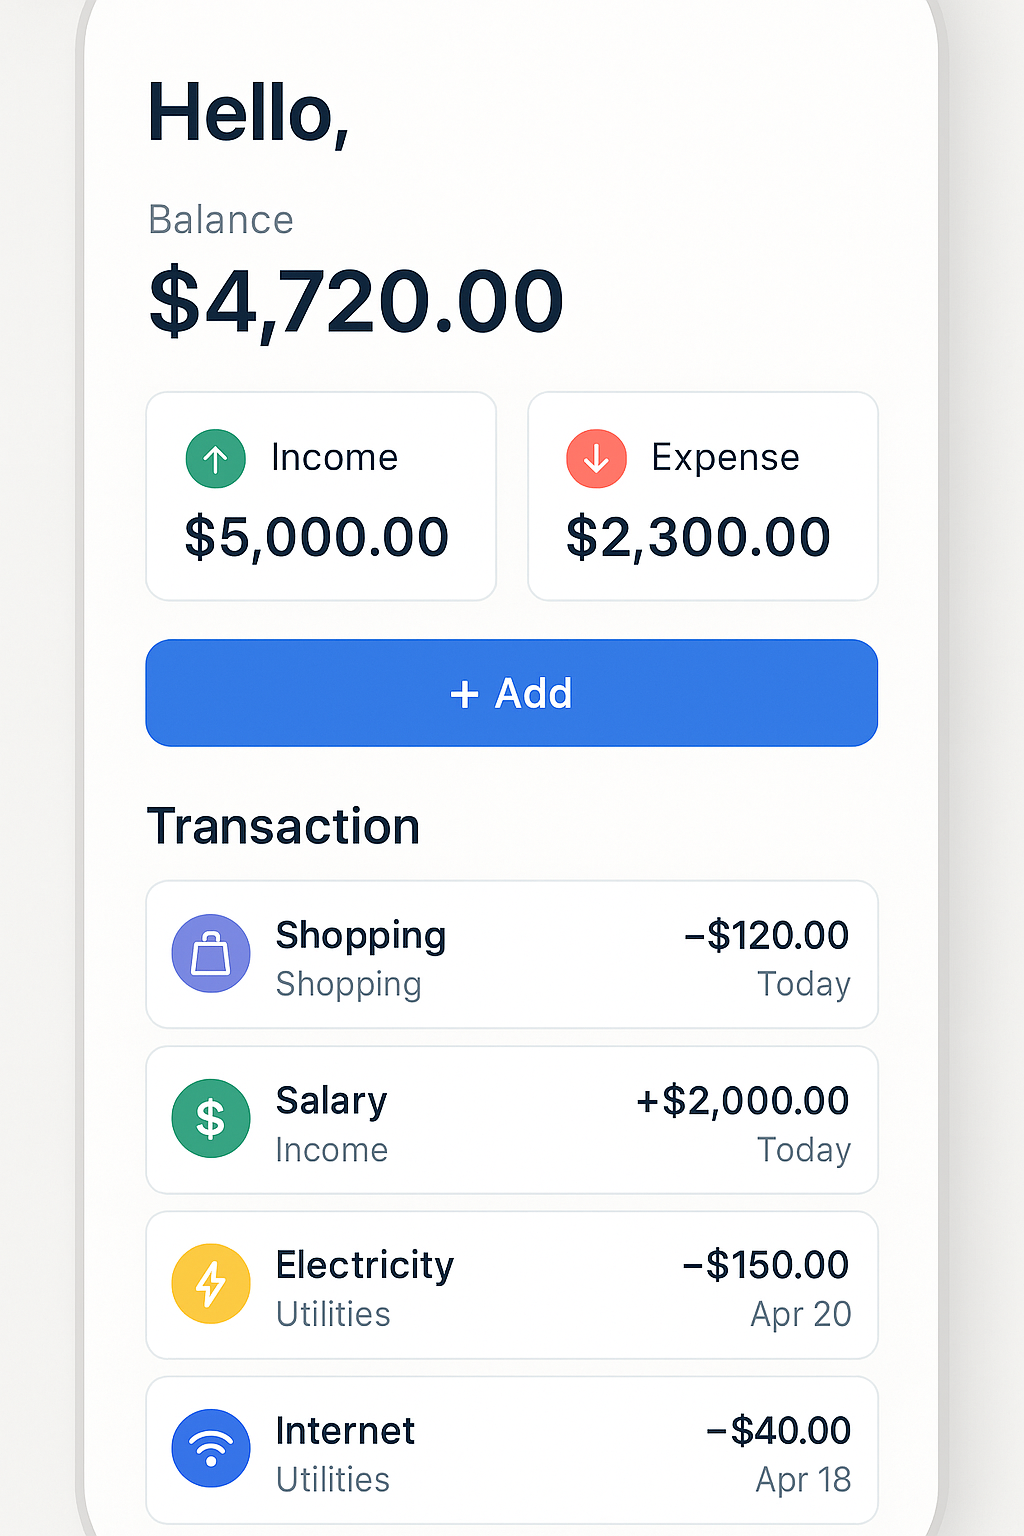 Hello,
Balance
$4,720.00
Income
$5,000.00
Expense
$2,300.00
+ Add
Transaction
Shopping
–$120.00
Shopping
Today
Salary
+$2,000.00
Income
Today
Electricity
–$150.00
Utilities
Apr 20
Internet
–$40.00
Utilities
Apr 18